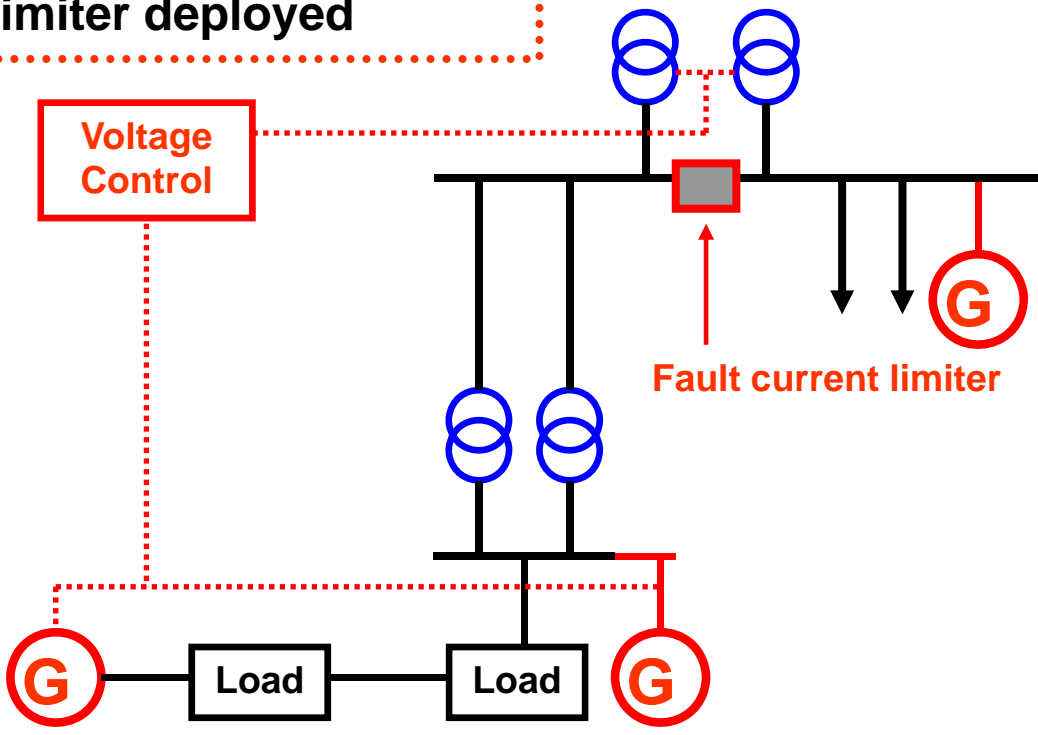 imiter deployed
Voltage
Control
G
Fault current limiter
G
Load
Load
G